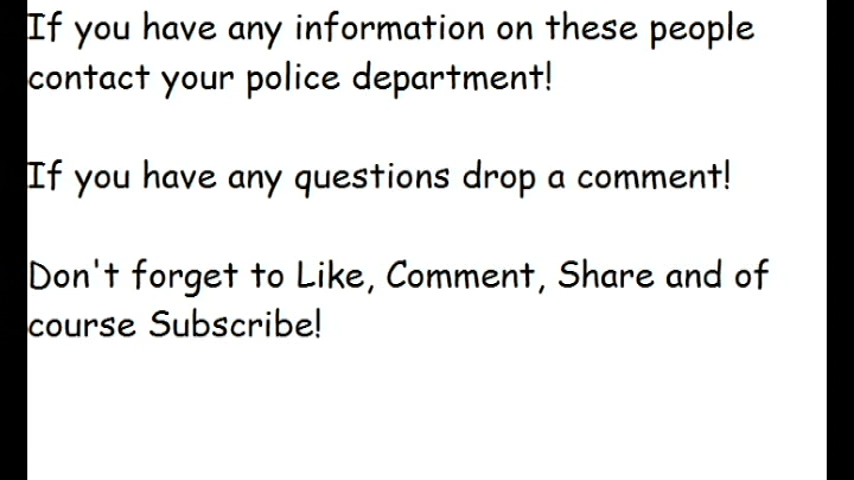 If you have any information on these people
contact your police department!
If you have any questions drop a comment!
Don't forget to Like, Comment, Share and of
course Subscribe!